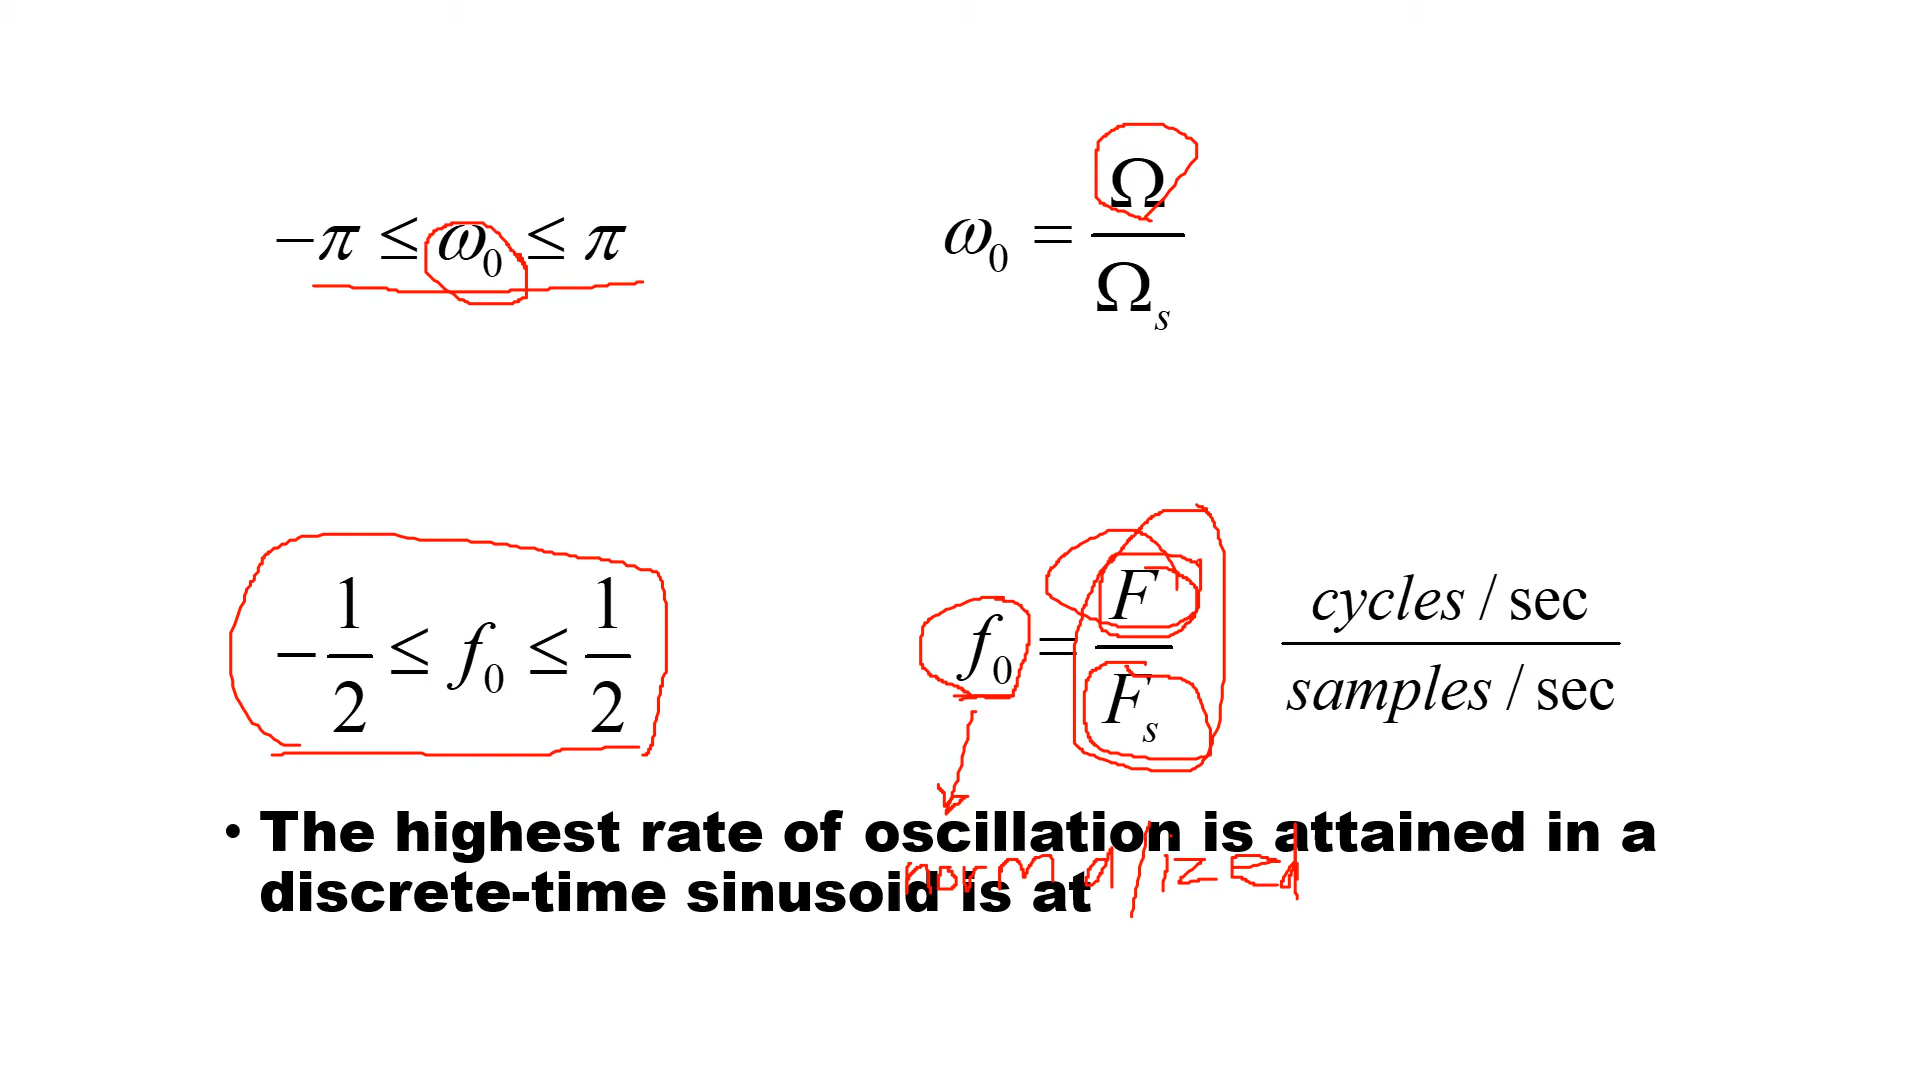 −π ≤ ω₀ ≤ π
ω₀ = Ω / Ωₛ
−1/2 ≤ f₀ ≤ 1/2
f₀ = F / Fₛ
cycles / sec
samples / sec
• The highest rate of oscillation is attained in a
discrete-time sinusoid is at
normalized